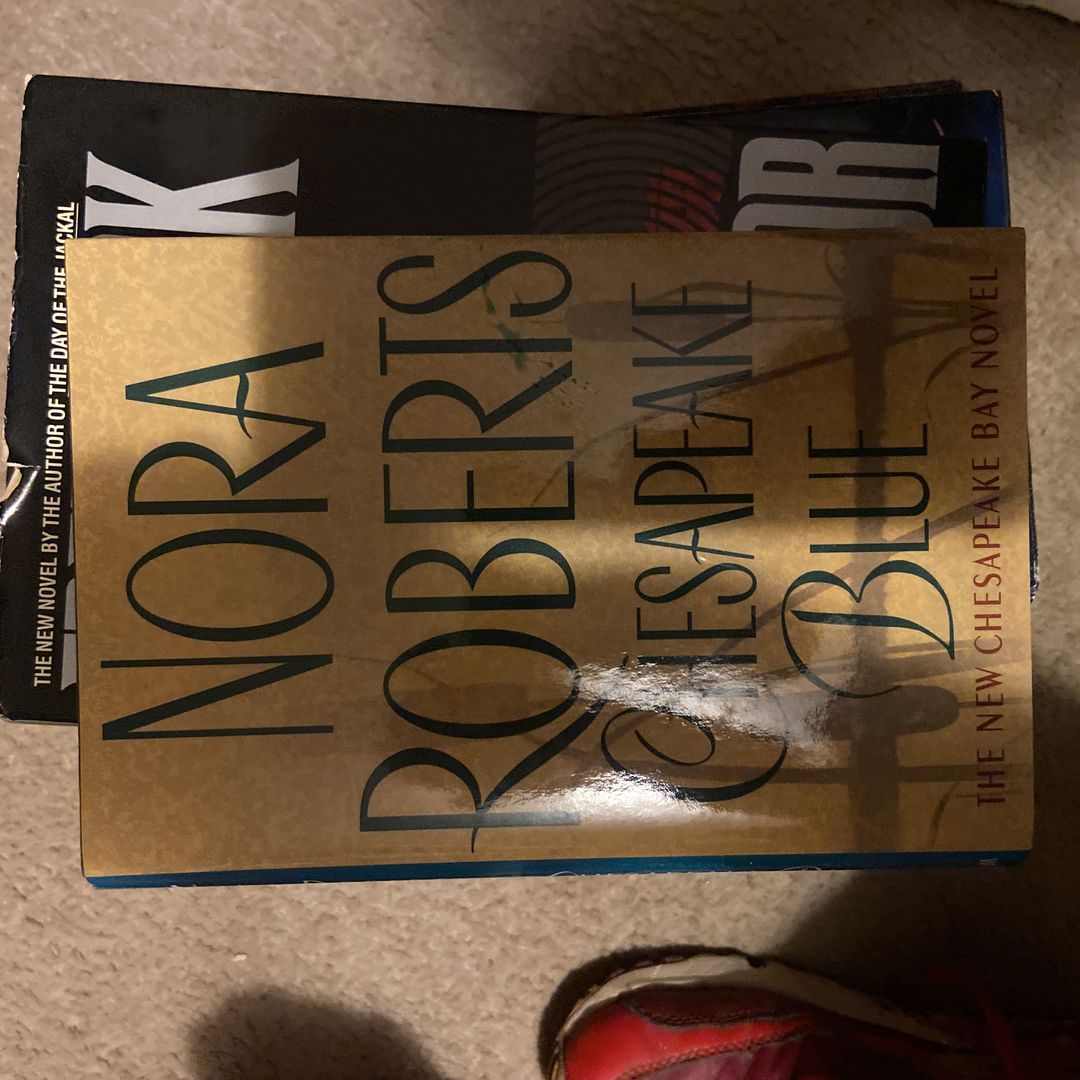 NORA
ROBERTS
CHESAPEAKE
BLUE
THE NEW CHESAPEAKE BAY NOVEL
THE NEW NOVEL BY THE AUTHOR OF THE DAY OF THE JACKAL
K
OR